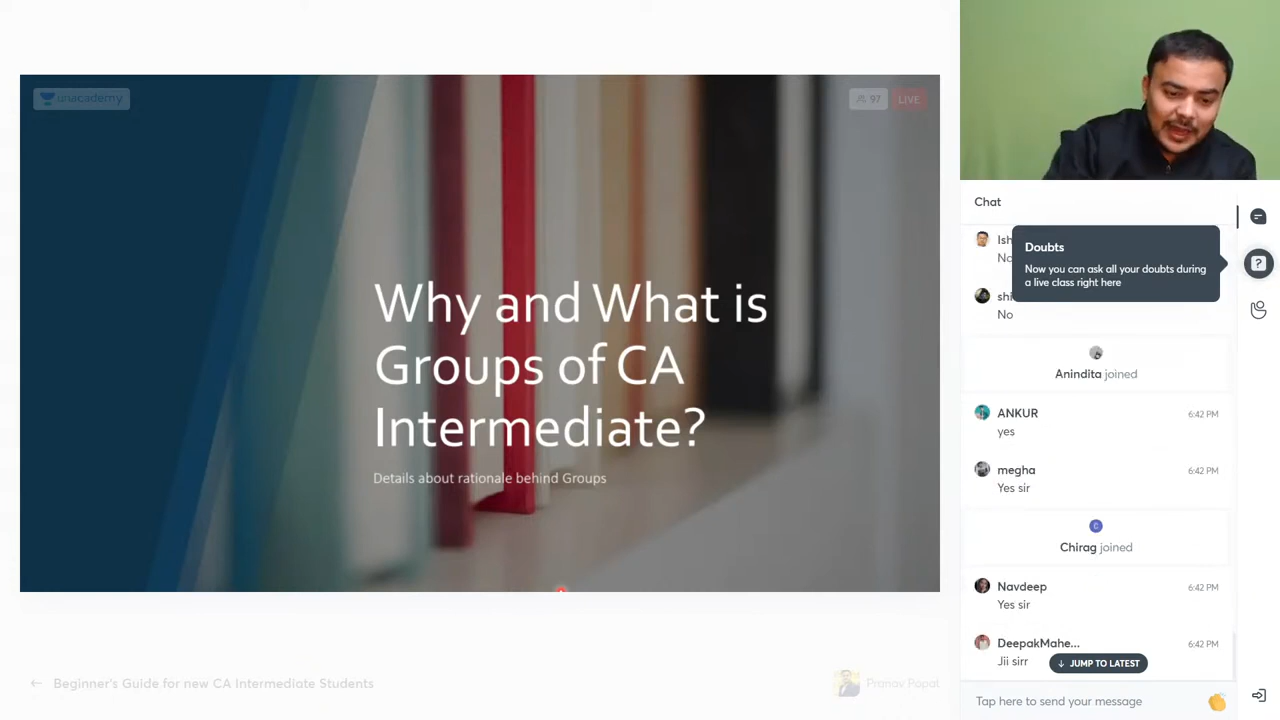 unacademy
97
LIVE
Why and What is
Groups of CA
Intermediate?
Details about rationale behind Groups
Beginner's Guide for new CA Intermediate Students
Pranav Popat
Chat
Ish
No
Doubts
Now you can ask all your doubts during
a live class right here
?
shi
No
Anindita joined
ANKUR 6:42 PM
yes
megha 6:42 PM
Yes sir
C
Chirag joined
Navdeep 6:42 PM
Yes sir
DeepakMahe... 6:42 PM
Jii sirr
↓ JUMP TO LATEST
Tap here to send your message